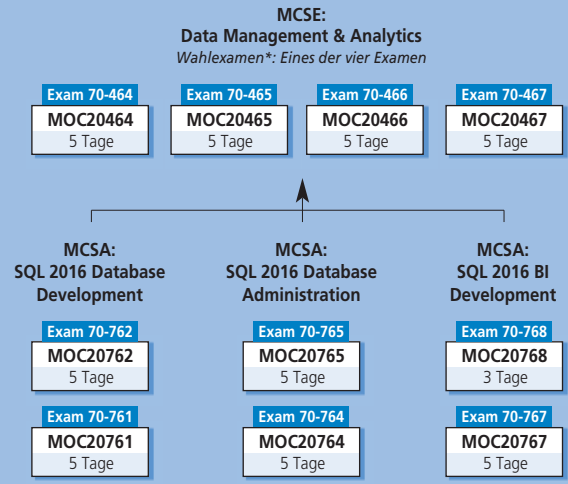 MCSE:
Data Management & Analytics
Wahlexamen*: Eines der vier Examen
Exam 70-464
MOC20464
5 Tage
Exam 70-465
MOC20465
5 Tage
Exam 70-466
MOC20466
5 Tage
Exam 70-467
MOC20467
5 Tage
MCSA:
SQL 2016 Database
Development
Exam 70-762
MOC20762
5 Tage
Exam 70-761
MOC20761
5 Tage
MCSA:
SQL 2016 Database
Administration
Exam 70-765
MOC20765
5 Tage
Exam 70-764
MOC20764
5 Tage
MCSA:
SQL 2016 BI
Development
Exam 70-768
MOC20768
3 Tage
Exam 70-767
MOC20767
5 Tage